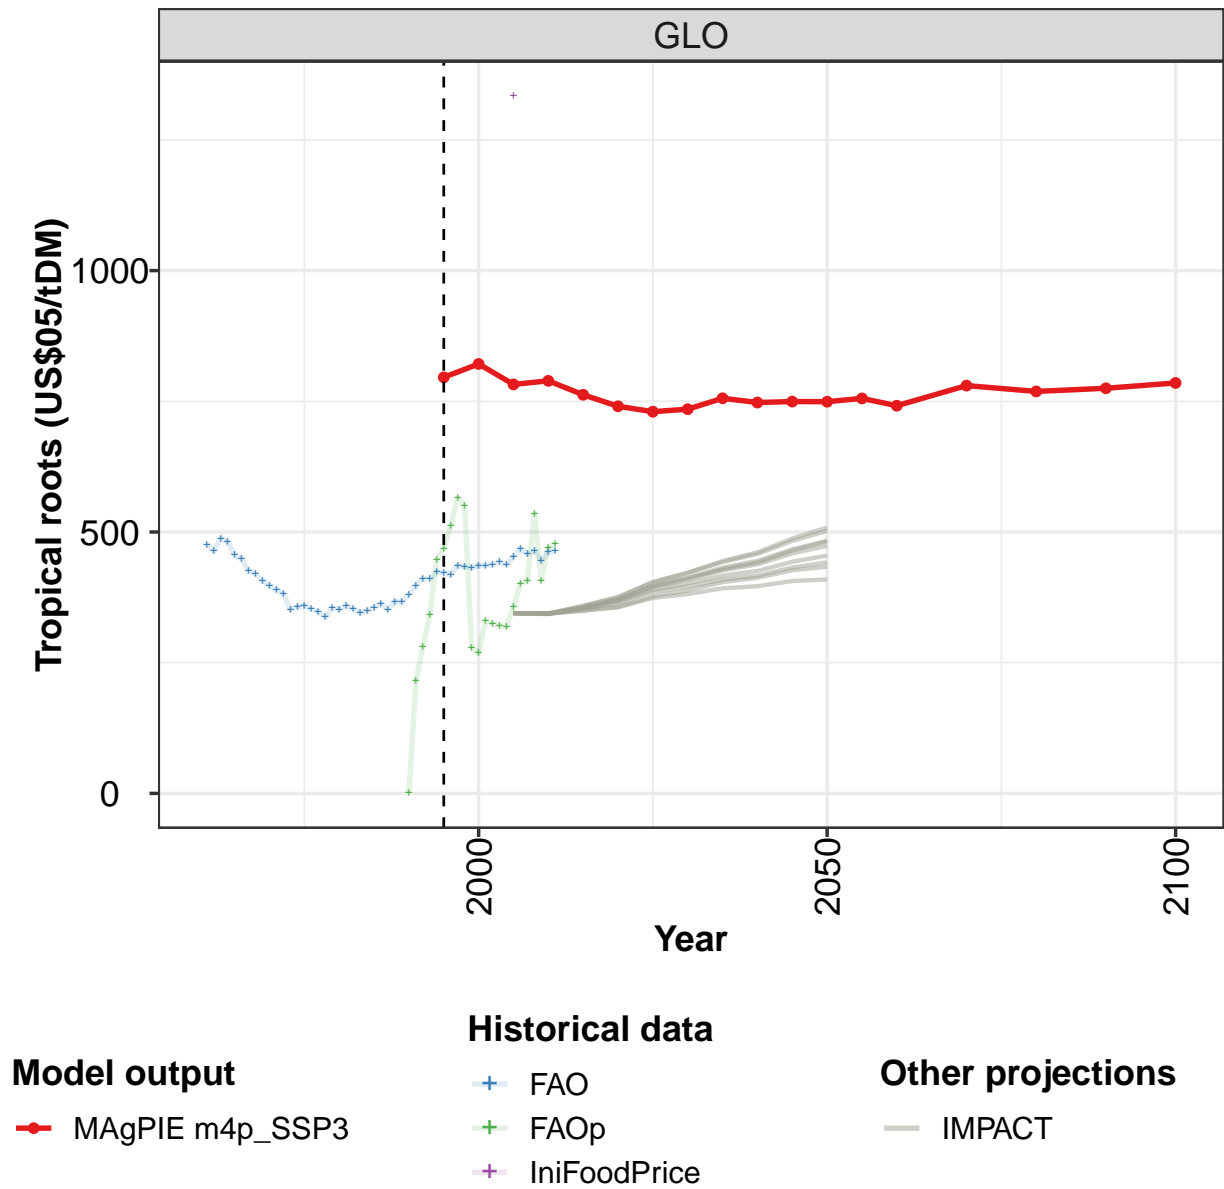 GLO
Tropical roots (US$05/tDM)
1000
500
0
2000
2050
2100
Year
Model output
MAgPIE m4p_SSP3
Historical data
FAO
FAOp
IniFoodPrice
Other projections
IMPACT